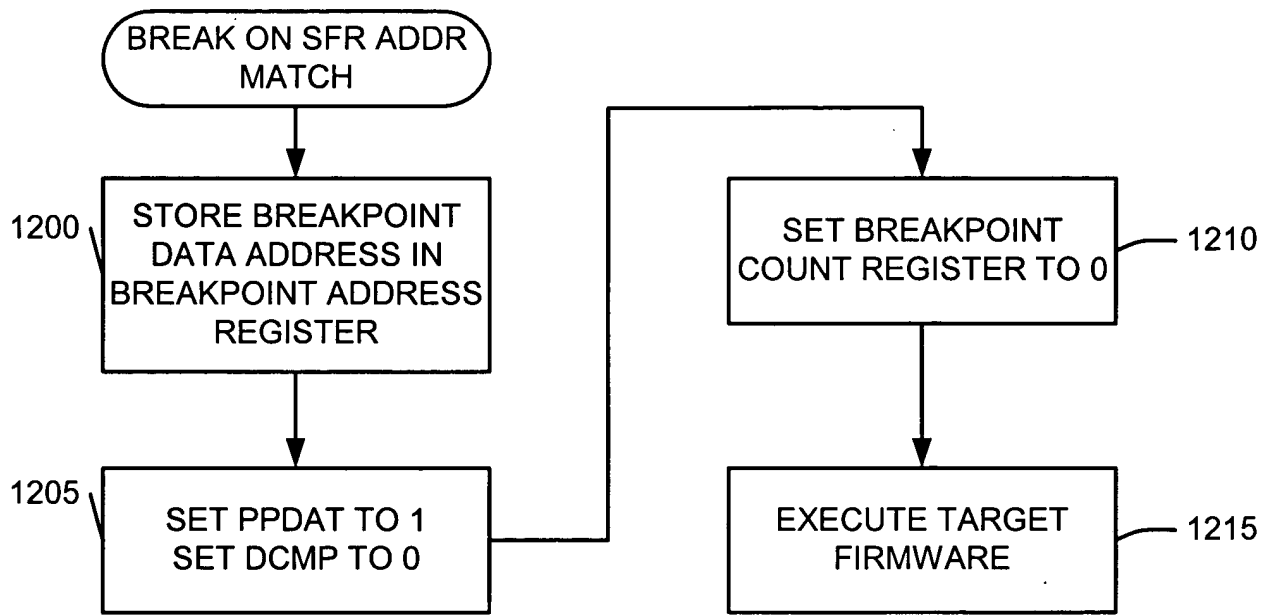 BREAK ON SFR ADDR
MATCH
1200
STORE BREAKPOINT
DATA ADDRESS IN
BREAKPOINT ADDRESS
REGISTER
1205
SET PPDAT TO 1
SET DCMP TO 0
SET BREAKPOINT
COUNT REGISTER TO 0
1210
EXECUTE TARGET
FIRMWARE
1215